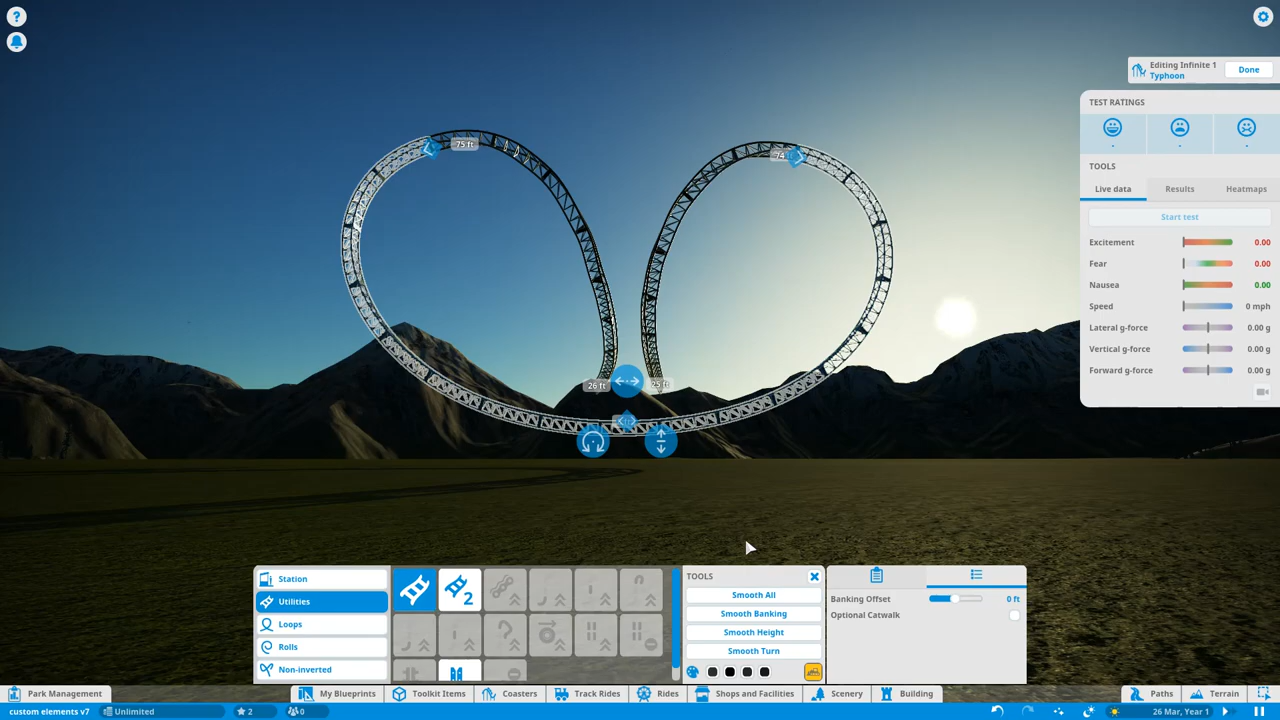 ?
Editing Infinite 1
Typhoon
Done
TEST RATINGS
- - -
TOOLS
Live data Results Heatmaps
Start test
Excitement 0.00
Fear 0.00
Nausea 0.00
Speed 0 mph
Lateral g-force 0.00 g
Vertical g-force 0.00 g
Forward g-force 0.00 g
75 ft
26 ft
Station
Utilities
Loops
Rolls
Non-inverted
2
TOOLS
Smooth All
Smooth Banking
Smooth Height
Smooth Turn
Banking Offset 0 ft
Optional Catwalk
Park Management My Blueprints Toolkit Items Coasters Track Rides Rides Shops and Facilities Scenery Building Paths Terrain
custom elements v7 Unlimited 2 0 26 Mar, Year 1